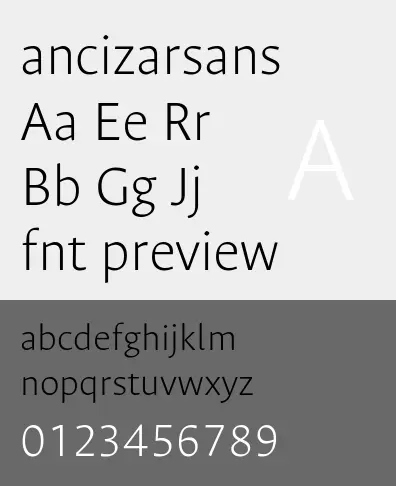 ancizarsans
Aa Ee Rr
A
Bb Gg Jj
fnt preview
abcdefghijklm
nopqrstuvwxyz
0123456789